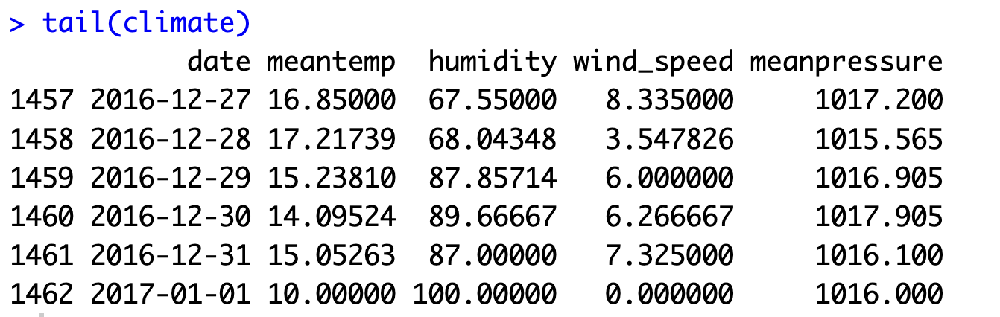 > tail(climate)
date meantemp humidity wind_speed meanpressure
1457 2016-12-27 16.85000 67.55000 8.335000 1017.200
1458 2016-12-28 17.21739 68.04348 3.547826 1015.565
1459 2016-12-29 15.23810 87.85714 6.000000 1016.905
1460 2016-12-30 14.09524 89.66667 6.266667 1017.905
1461 2016-12-31 15.05263 87.00000 7.325000 1016.100
1462 2017-01-01 10.00000 100.00000 0.000000 1016.000